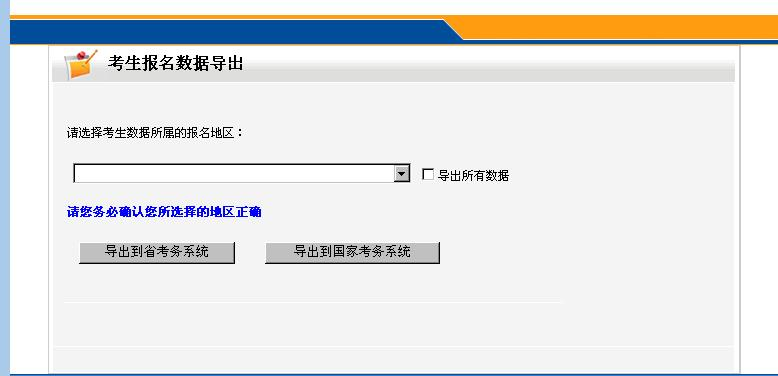 考生报名数据导出
请选择考生数据所属的报名地区：
导出所有数据
请您务必确认您所选择的地区正确
导出到省考务系统
导出到国家考务系统